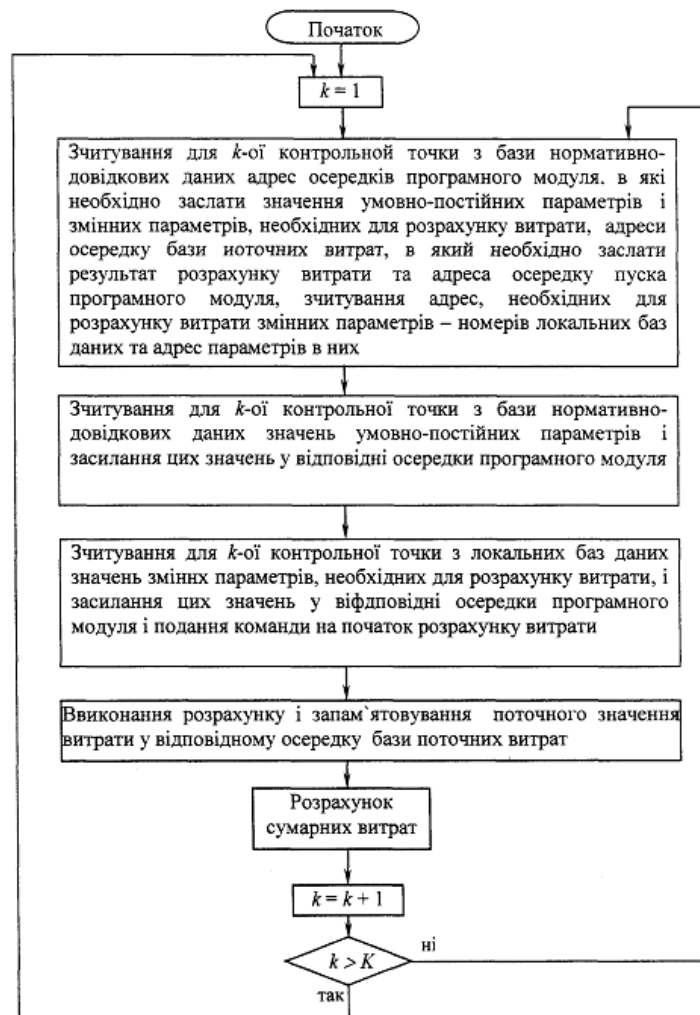 Початок
k = 1
Зчитування для k-ої контрольной точки з бази нормативно-
довідкових даних адрес осередків програмного модуля. в які
необхідно заслати значення умовно-постійних параметрів і
змінних параметрів, необхідних для розрахунку витрати, адреси
осередку бази иоточних витрат, в який необхідно заслати
результат розрахунку витрати та адреса осередку пуска
програмного модуля, зчитування адрес, необхідних для
розрахунку витрати змінних параметрів – номерів локальних баз
даних та адрес параметрів в них
Зчитування для k-ої контрольної точки з бази нормативно-
довідкових даних значень умовно-постійних параметрів і
засилання цих значень у відповідні осередки програмного модуля
Зчитування для k-ої контрольної точки з локальних баз даних
значень зміннх параметрів, необхідних для розрахунку витрати, і
засилання цих значень у віфдповідні осередки програмного
модуля і подання команди на початок розрахунку витрати
Ввиконання розрахунку і запам`ятовування поточного значення
витрати у відповідному осередку бази поточних витрат
Розрахунок
сумарних витрат
k = k + 1
ні
k > K
так